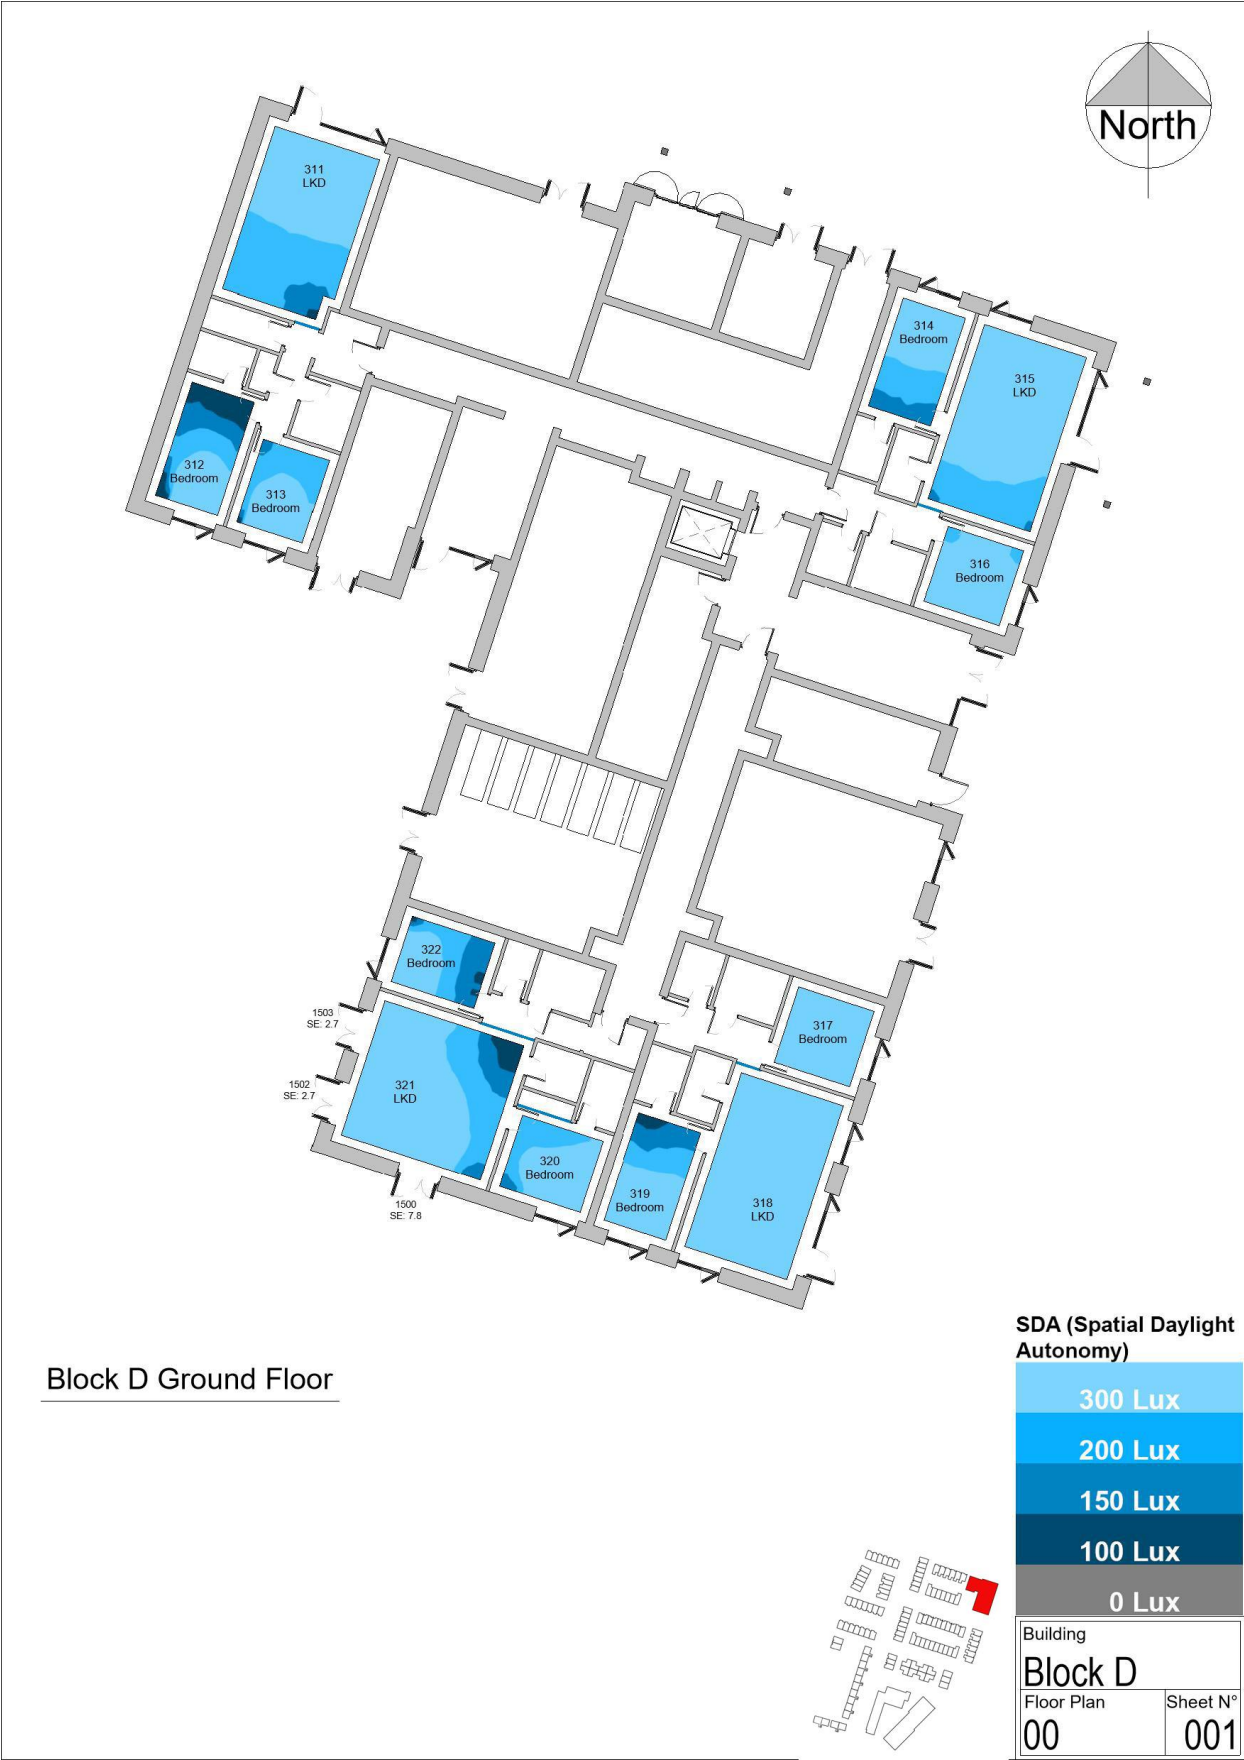 North
311
LKD
314
Bedroom
315
LKD
312
Bedroom
313
Bedroom
316
Bedroom
322
Bedroom
1503
SE: 2.7
317
Bedroom
1502
SE: 2.7
321
LKD
320
Bedroom
319
Bedroom
318
LKD
1500
SE: 7.8
Block D Ground Floor
SDA (Spatial Daylight
Autonomy)
300 Lux
200 Lux
150 Lux
100 Lux
0 Lux
Building
Block D
Floor Plan
Sheet N°
00
001